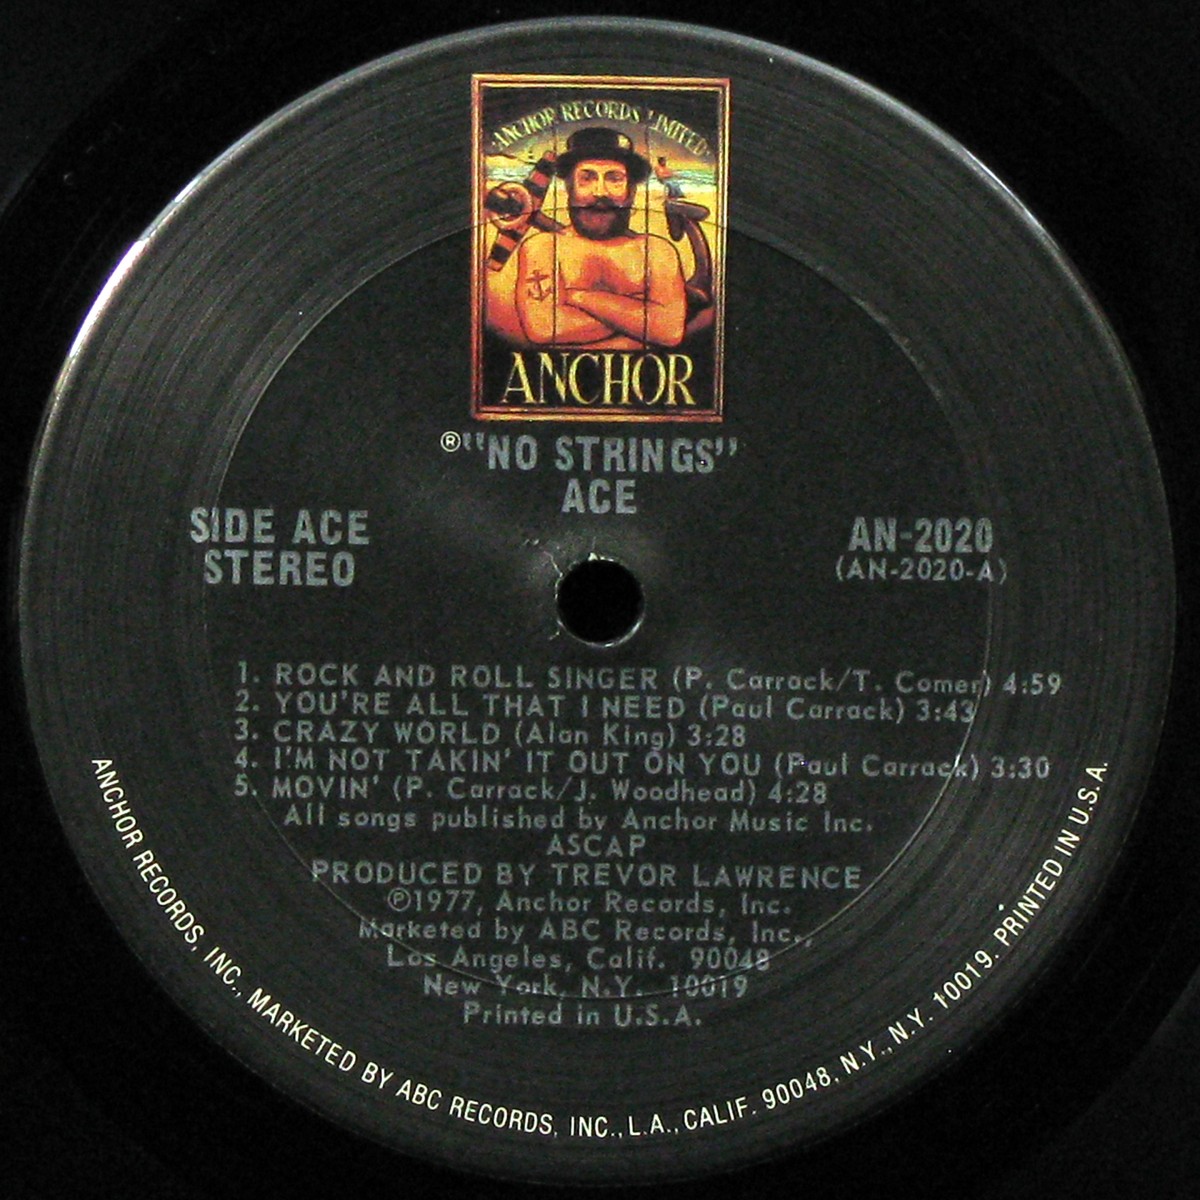 ANCHOR RECORDS LIMITED
ANCHOR
®"NO STRINGS"
ACE
SIDE ACE
STEREO
AN-2020
(AN-2020-A)
1. ROCK AND ROLL SINGER (P. Carrack/T. Comer) 4:59
2. YOU'RE ALL THAT I NEED (Paul Carrack) 3:43
3. CRAZY WORLD (Alan King) 3:28
4. I'M NOT TAKIN' IT OUT ON YOU (Paul Carrack) 3:30
5. MOVIN' (P. Carrack/J. Woodhead) 4:28
All songs published by Anchor Music Inc.
ASCAP
PRODUCED BY TREVOR LAWRENCE
℗1977, Anchor Records, Inc.
Marketed by ABC Records, Inc.,
Los Angeles, Calif. 90048
New York, N.Y. 10019
Printed in U.S.A.
ANCHOR RECORDS, INC., MARKETED BY ABC RECORDS, INC., L.A., CALIF. 90048. N.Y., N.Y. 10019. PRINTED IN U.S.A.